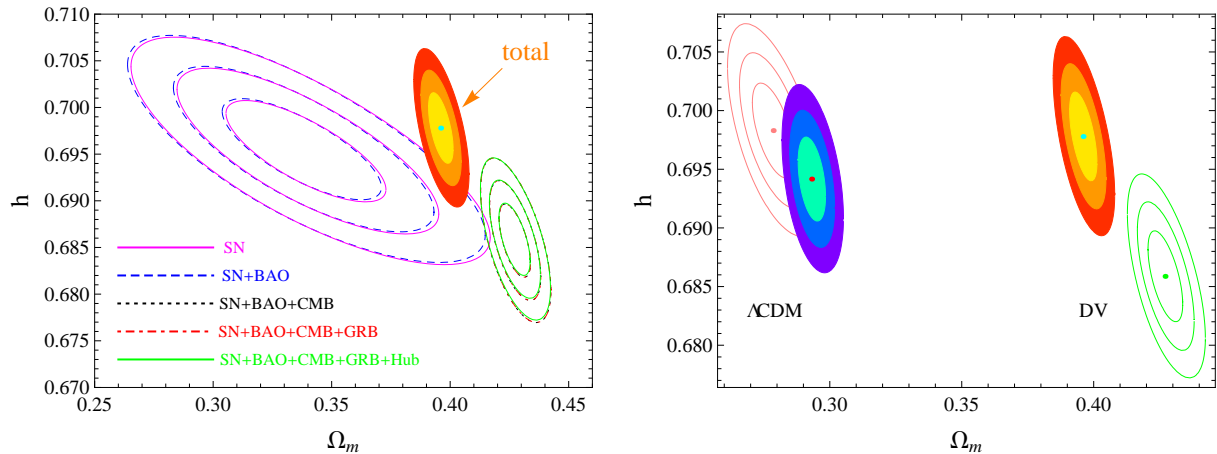 0.710
0.705
0.700
0.695
0.690
0.685
0.680
0.675
0.670
h
total
SN
SN+BAO
SN+BAO+CMB
SN+BAO+CMB+GRB
SN+BAO+CMB+GRB+Hub
0.25 0.30 0.35 0.40 0.45
Ωm
0.705
0.700
0.695
0.690
0.685
0.680
h
ΛCDM DV
0.30 0.35 0.40
Ωm